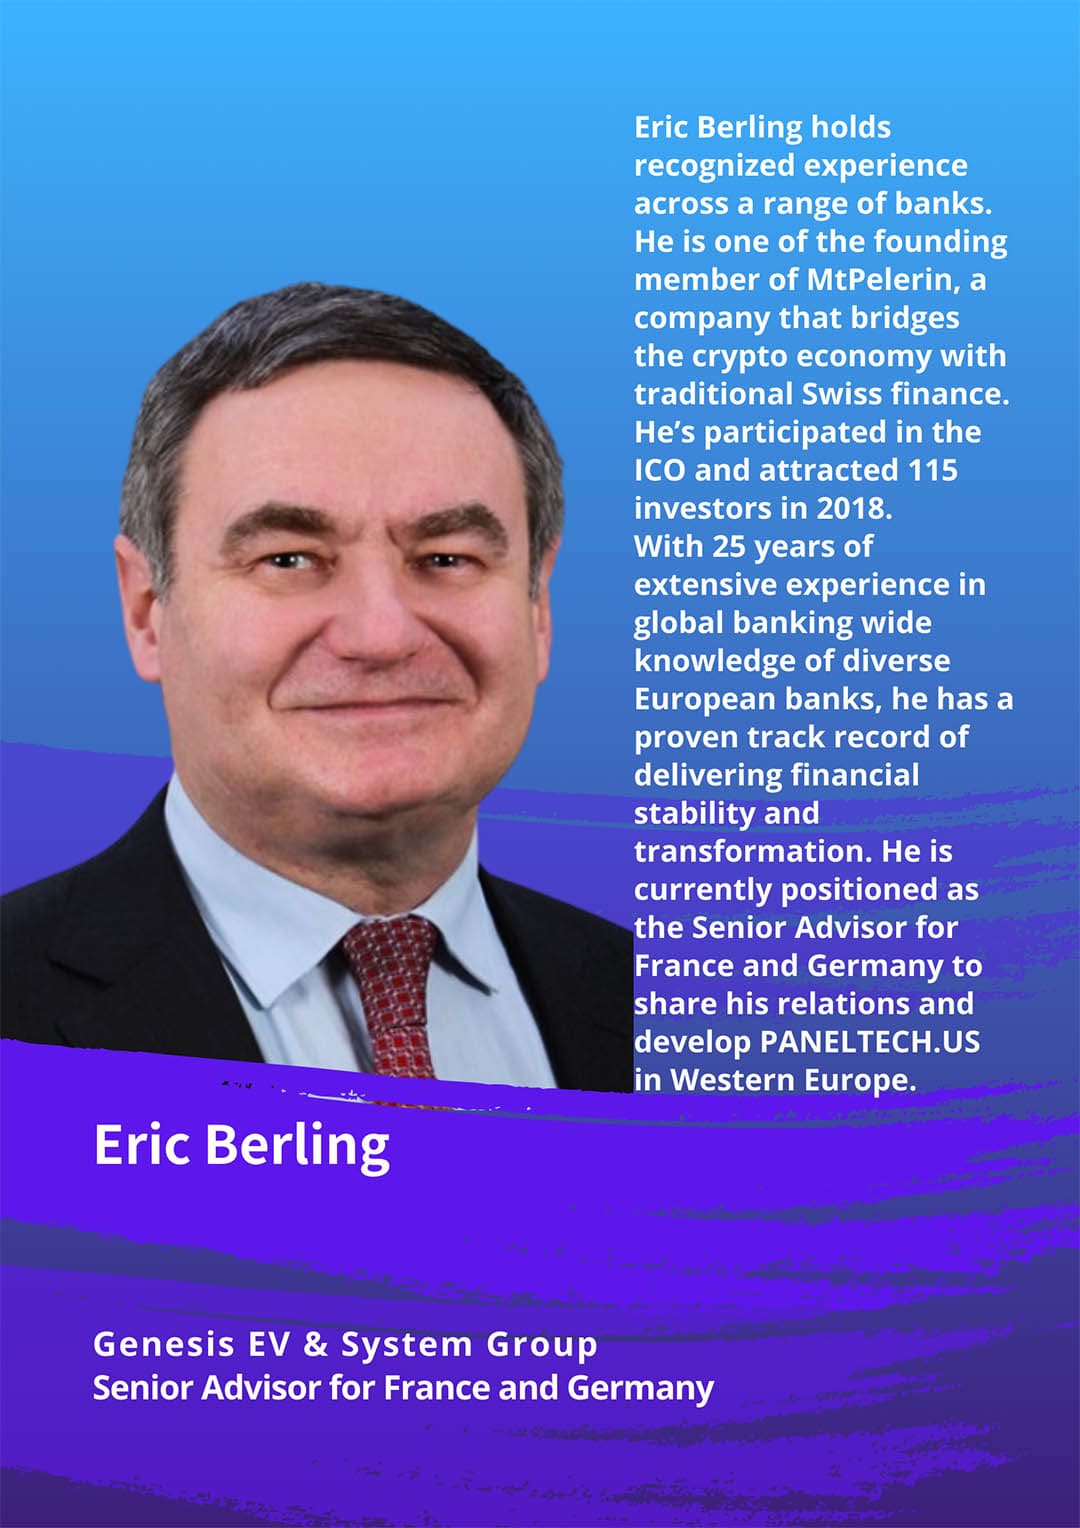 Eric Berling holds
recognized experience
across a range of banks.
He is one of the founding
member of MtPelerin, a
company that bridges
the crypto economy with
traditional Swiss finance.
He’s participated in the
ICO and attracted 115
investors in 2018.
With 25 years of
extensive experience in
global banking wide
knowledge of diverse
European banks, he has a
proven track record of
delivering financial
stability and
transformation. He is
currently positioned as
the Senior Advisor for
France and Germany to
share his relations and
develop PANELTECH.US
in Western Europe.
Eric Berling
Genesis EV & System Group
Senior Advisor for France and Germany